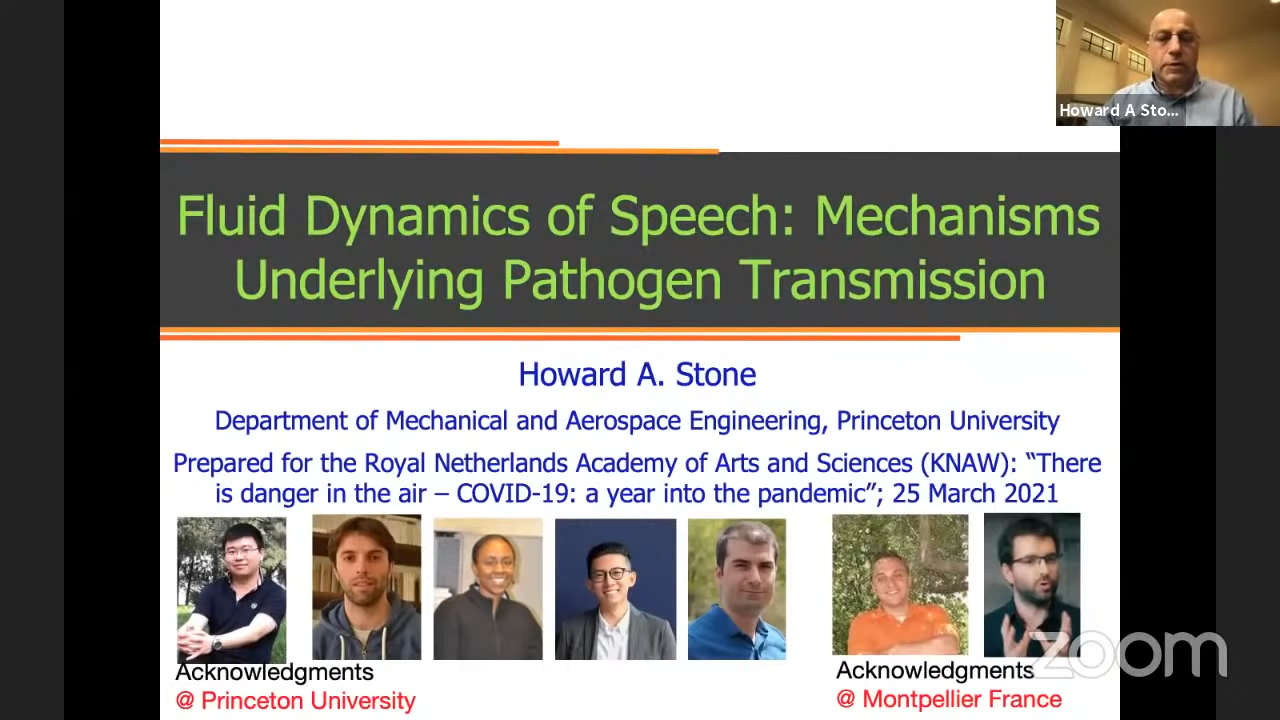 Howard A Sto...
Fluid Dynamics of Speech: Mechanisms
Underlying Pathogen Transmission
Howard A. Stone
Department of Mechanical and Aerospace Engineering, Princeton University
Prepared for the Royal Netherlands Academy of Arts and Sciences (KNAW): “There
is danger in the air – COVID-19: a year into the pandemic”; 25 March 2021
Acknowledgments
@ Princeton University
Acknowledgments
@ Montpellier France
zoom